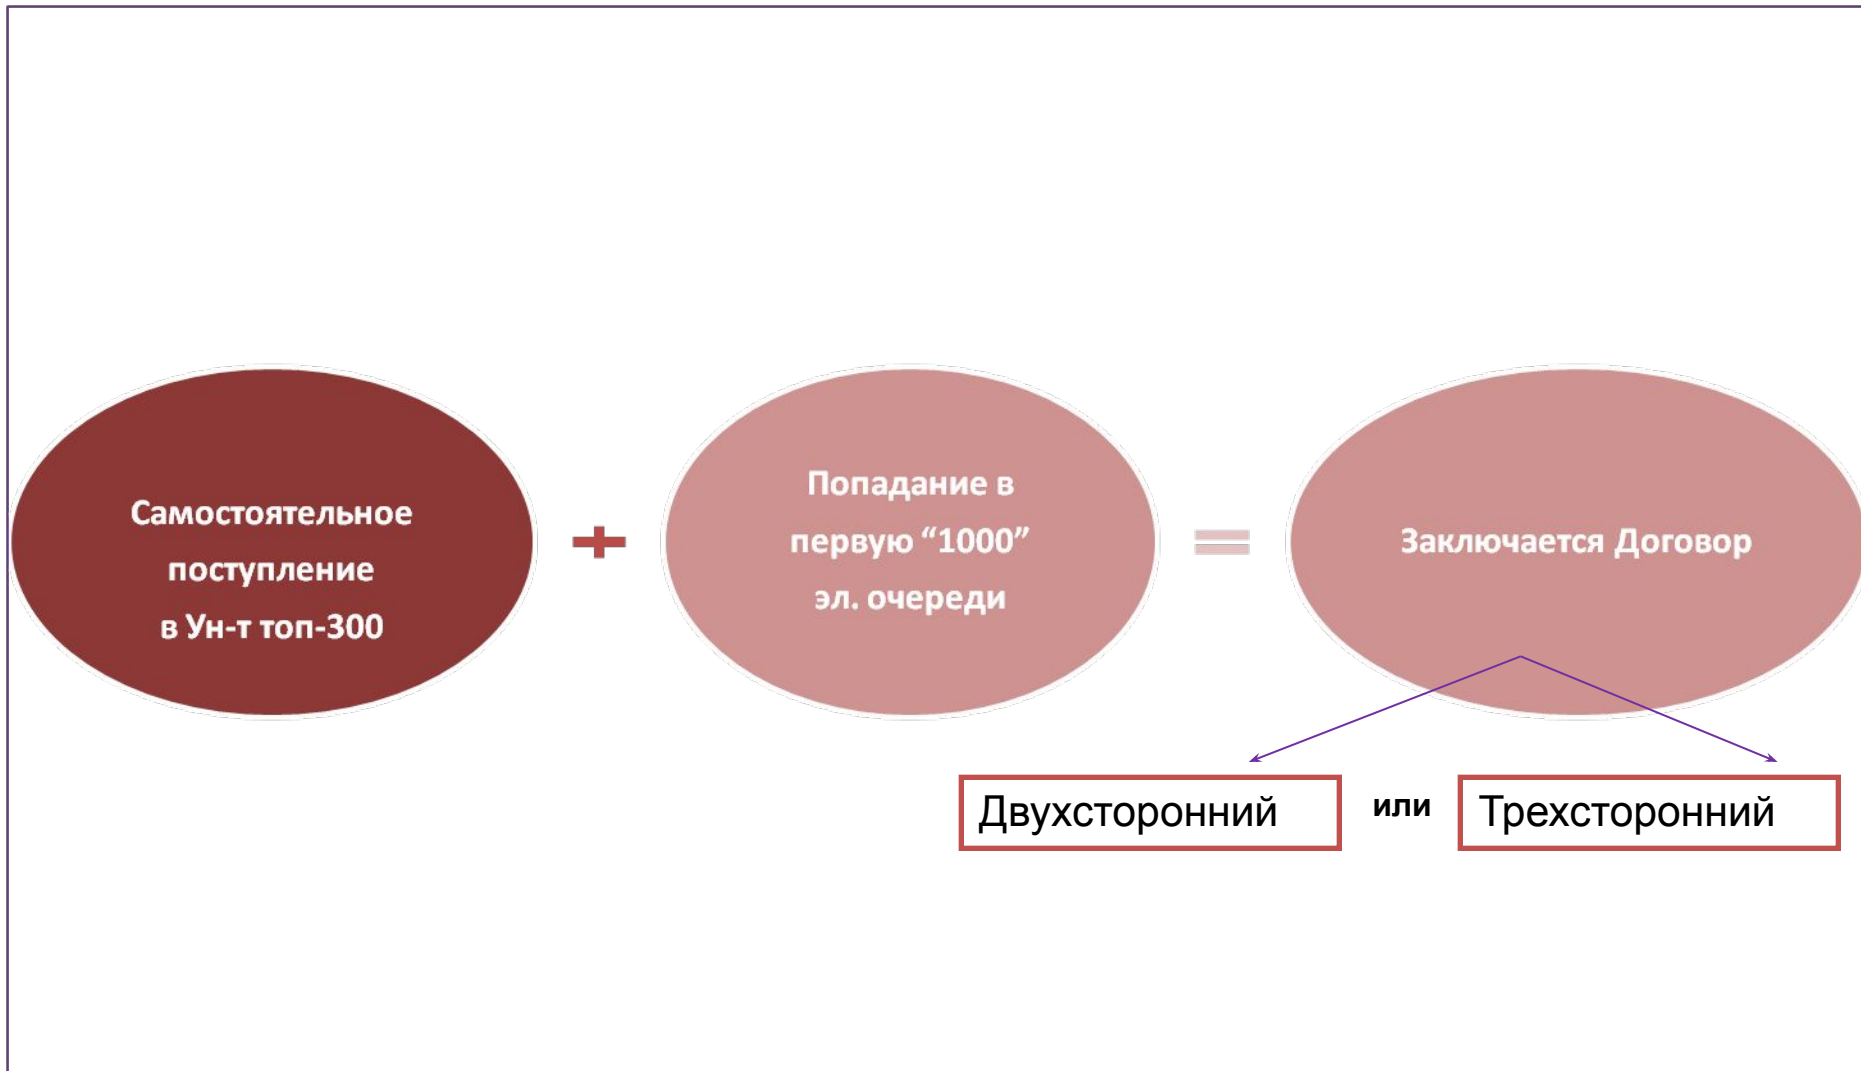 Самостоятельное
поступление
в Ун-т топ-300
+
Попадание в
первую “1000”
эл. очереди
=
Заключается Договор
Двухсторонний
или
Трехсторонний